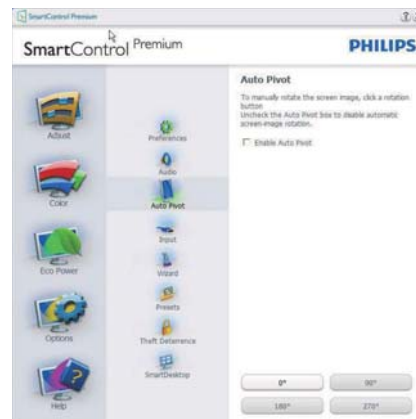 SmartControl Premium
SmartControl Premium
PHILIPS
Adjust
Color
Eco Power
Options
Help
Preferences
Audio
Auto Pivot
Input
Wizard
Presets
Theft Deterrence
SmartDesktop
Auto Pivot
To manually rotate the screen image, click a rotation
button
Uncheck the Auto Pivot box to disable automatic
screen-image rotation.
Enable Auto Pivot
0°
90°
180°
270°